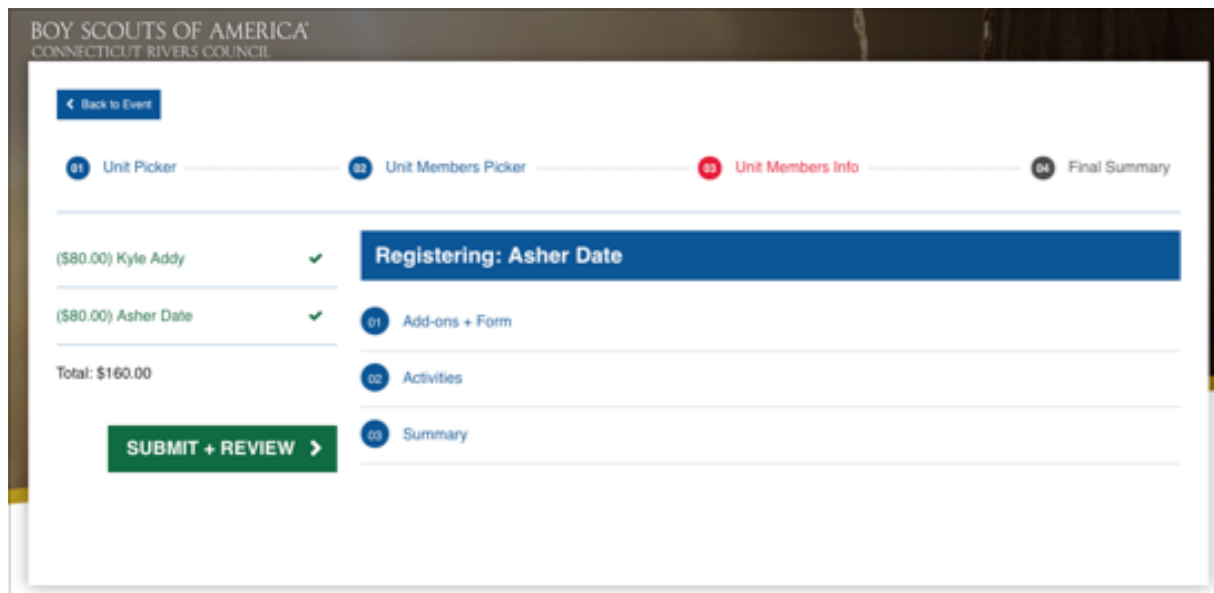 BOY SCOUTS OF AMERICA
CONNECTICUT RIVERS COUNCIL
Back to Event
01 Unit Picker
02 Unit Members Picker
03 Unit Members Info
04 Final Summary
($80.00) Kyle Addy
($80.00) Asher Date
Total: $160.00
SUBMIT + REVIEW
Registering: Asher Date
01 Add-ons + Form
02 Activities
03 Summary